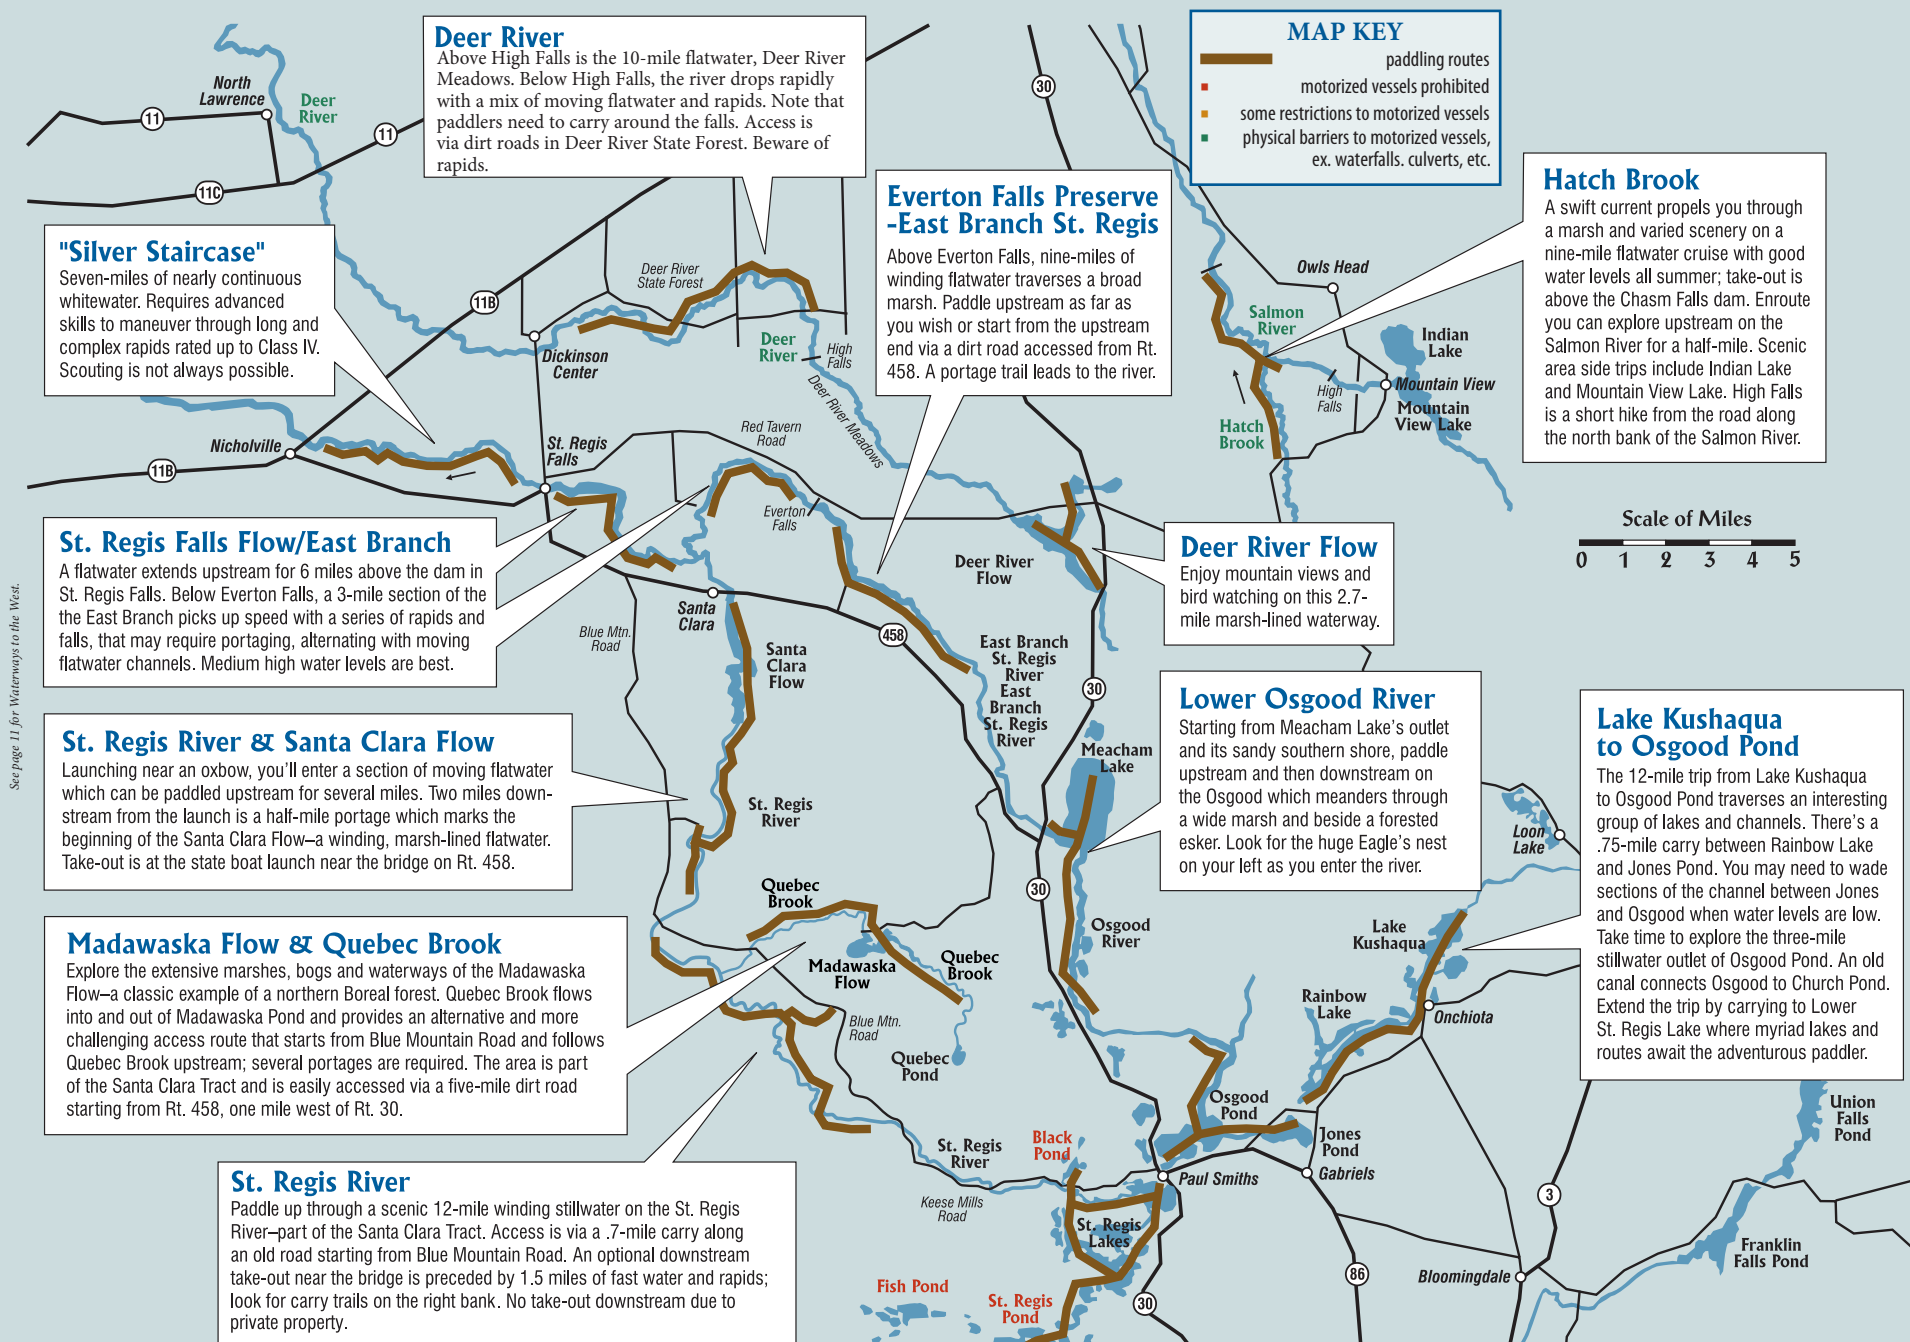 Deer River
Above High Falls is the 10-mile flatwater, Deer River
Meadows. Below High Falls, the river drops rapidly
with a mix of moving flatwater and rapids. Note that
paddlers need to carry around the falls. Access is
via dirt roads in Deer River State Forest. Beware of
rapids.
MAP KEY
paddling routes
motorized vessels prohibited
some restrictions to motorized vessels
physical barriers to motorized vessels,
ex. waterfalls. culverts, etc.
North
Lawrence
Deer
River
11
11
11C
30
"Silver Staircase"
Seven-miles of nearly continuous
whitewater. Requires advanced
skills to maneuver through long and
complex rapids rated up to Class IV.
Scouting is not always possible.
Everton Falls Preserve
-East Branch St. Regis
Above Everton Falls, nine-miles of
winding flatwater traverses a broad
marsh. Paddle upstream as far as
you wish or start from the upstream
end via a dirt road accessed from Rt.
458. A portage trail leads to the river.
Hatch Brook
A swift current propels you through
a marsh and varied scenery on a
nine-mile flatwater cruise with good
water levels all summer; take-out is
above the Chasm Falls dam. Enroute
you can explore upstream on the
Salmon River for a half-mile. Scenic
area side trips include Indian Lake
and Mountain View Lake. High Falls
is a short hike from the road along
the north bank of the Salmon River.
Deer River
State Forest
11B
Dickinson
Center
Deer
River
High
Falls
Deer River Meadows
Owls Head
Salmon
River
Indian
Lake
Mountain View
High
Falls
Mountain
View Lake
Hatch
Brook
Nicholville
11B
St. Regis
Falls
Red Tavern
Road
Everton
Falls
Scale of Miles
0 1 2 3 4 5
St. Regis Falls Flow/East Branch
A flatwater extends upstream for 6 miles above the dam in
St. Regis Falls. Below Everton Falls, a 3-mile section of the
the East Branch picks up speed with a series of rapids and
falls, that may require portaging, alternating with moving
flatwater channels. Medium high water levels are best.
Deer River
Flow
Deer River Flow
Enjoy mountain views and
bird watching on this 2.7-
mile marsh-lined waterway.
See page 11 for Waterways to the West.
Blue Mtn.
Road
Santa
Clara
Santa
Clara
Flow
458
East Branch
St. Regis
River
East
Branch
St. Regis
River
30
St. Regis River & Santa Clara Flow
Launching near an oxbow, you'll enter a section of moving flatwater
which can be paddled upstream for several miles. Two miles down-
stream from the launch is a half-mile portage which marks the
beginning of the Santa Clara Flow–a winding, marsh-lined flatwater.
Take-out is at the state boat launch near the bridge on Rt. 458.
St. Regis
River
Meacham
Lake
Lower Osgood River
Starting from Meacham Lake's outlet
and its sandy southern shore, paddle
upstream and then downstream on
the Osgood which meanders through
a wide marsh and beside a forested
esker. Look for the huge Eagle's nest
on your left as you enter the river.
Lake Kushaqua
to Osgood Pond
The 12-mile trip from Lake Kushaqua
to Osgood Pond traverses an interesting
group of lakes and channels. There's a
.75-mile carry between Rainbow Lake
and Jones Pond. You may need to wade
sections of the channel between Jones
and Osgood when water levels are low.
Take time to explore the three-mile
stillwater outlet of Osgood Pond. An old
canal connects Osgood to Church Pond.
Extend the trip by carrying to Lower
St. Regis Lake where myriad lakes and
routes await the adventurous paddler.
Loon
Lake
30
Madawaska Flow & Quebec Brook
Explore the extensive marshes, bogs and waterways of the Madawaska
Flow–a classic example of a northern Boreal forest. Quebec Brook flows
into and out of Madawaska Pond and provides an alternative and more
challenging access route that starts from Blue Mountain Road and follows
Quebec Brook upstream; several portages are required. The area is part
of the Santa Clara Tract and is easily accessed via a five-mile dirt road
starting from Rt. 458, one mile west of Rt. 30.
Quebec
Brook
Madawaska
Flow
Quebec
Brook
Blue Mtn.
Road
Quebec
Pond
Osgood
River
Lake
Kushaqua
Rainbow
Lake
Onchiota
Osgood
Pond
Jones
Pond
Gabriels
Union
Falls
Pond
St. Regis River
Paddle up through a scenic 12-mile winding stillwater on the St. Regis
River–part of the Santa Clara Tract. Access is via a .7-mile carry along
an old road starting from Blue Mountain Road. An optional downstream
take-out near the bridge is preceded by 1.5 miles of fast water and rapids;
look for carry trails on the right bank. No take-out downstream due to
private property.
St. Regis
River
Black
Pond
Keese Mills
Road
Paul Smiths
St. Regis
Lakes
Fish Pond
St. Regis
Pond
30
86
3
Bloomingdale
Franklin
Falls Pond